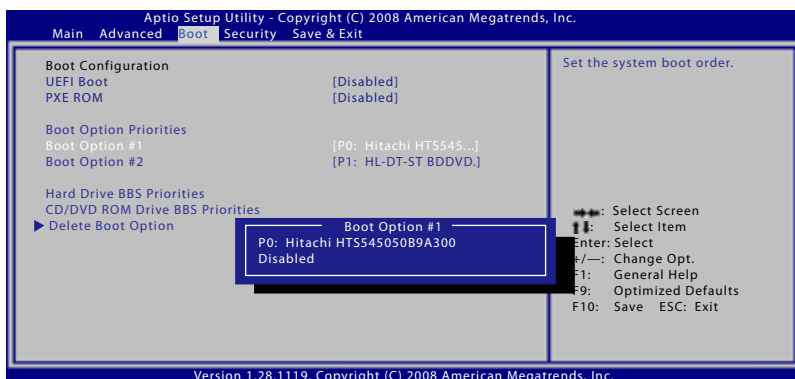 Aptio Setup Utility - Copyright (C) 2008 American Megatrends, Inc.
Main Advanced Boot Security Save & Exit
Boot Configuration
UEFI Boot [Disabled]
PXE ROM [Disabled]
Boot Option Priorities
Boot Option #1 [P0: Hitachi HTS545...]
Boot Option #2 [P1: HL-DT-ST BDDVD.]
Hard Drive BBS Priorities
CD/DVD ROM Drive BBS Priorities
Delete Boot Option
Boot Option #1
P0: Hitachi HTS545050B9A300
Disabled
Set the system boot order.
: Select Screen
: Select Item
Enter: Select
+/—: Change Opt.
F1: General Help
F9: Optimized Defaults
F10: Save ESC: Exit
Version 1.28.1119. Copyright (C) 2008 American Megatrends, Inc.